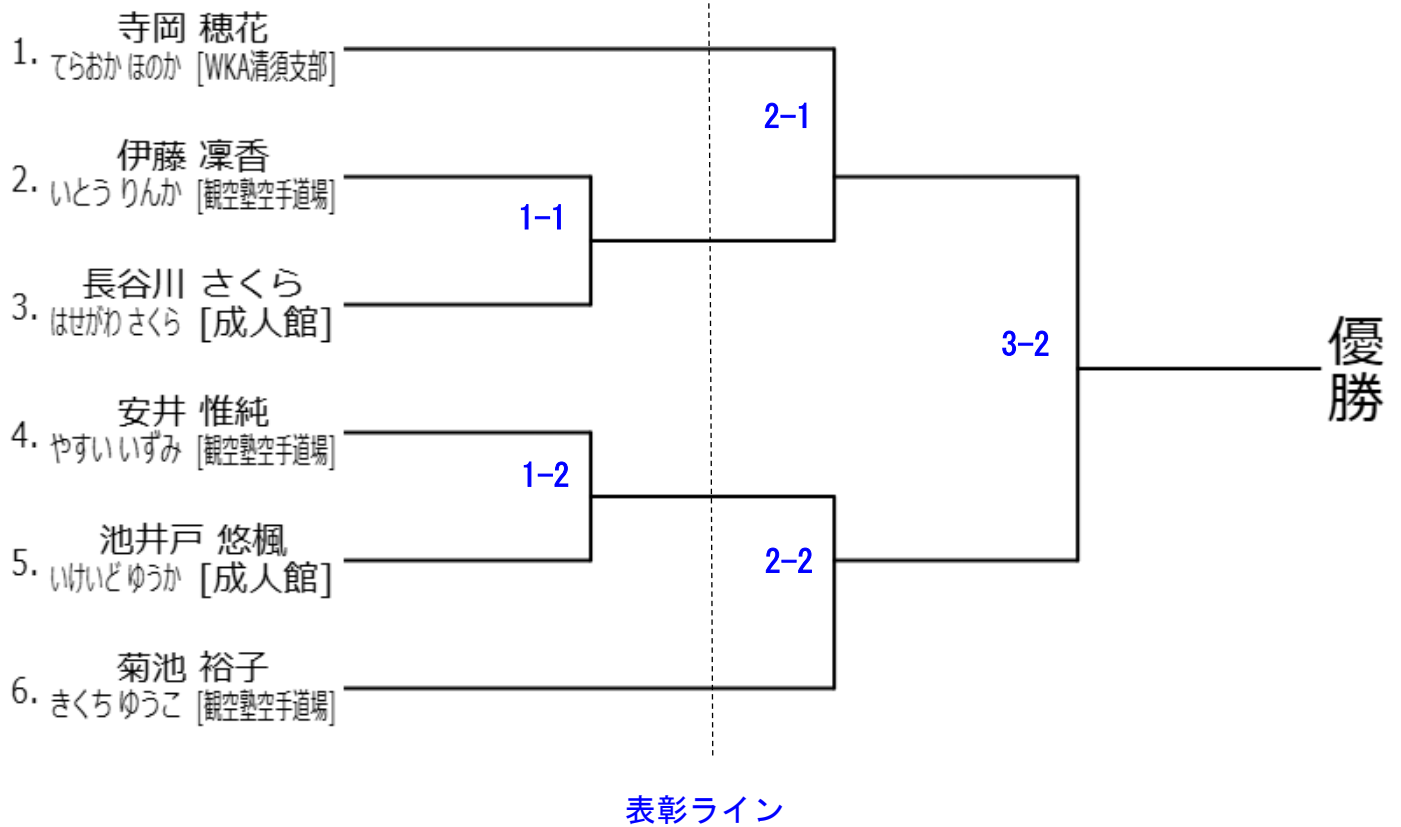 寺岡 穂花
1. てらおか ほのか [WKA清須支部]
2-1
伊藤 凜香
2. いとう りんか [観空塾空手道場]
1-1
長谷川 さくら
3. はせがわ さくら [成人館]
3-2
優勝
安井 惟純
4. やすい いずみ [観空塾空手道場]
1-2
池井戸 悠楓
5. いけいど ゆうか [成人館]
2-2
菊池 裕子
6. きくち ゆうこ [観空塾空手道場]
表彰ライン